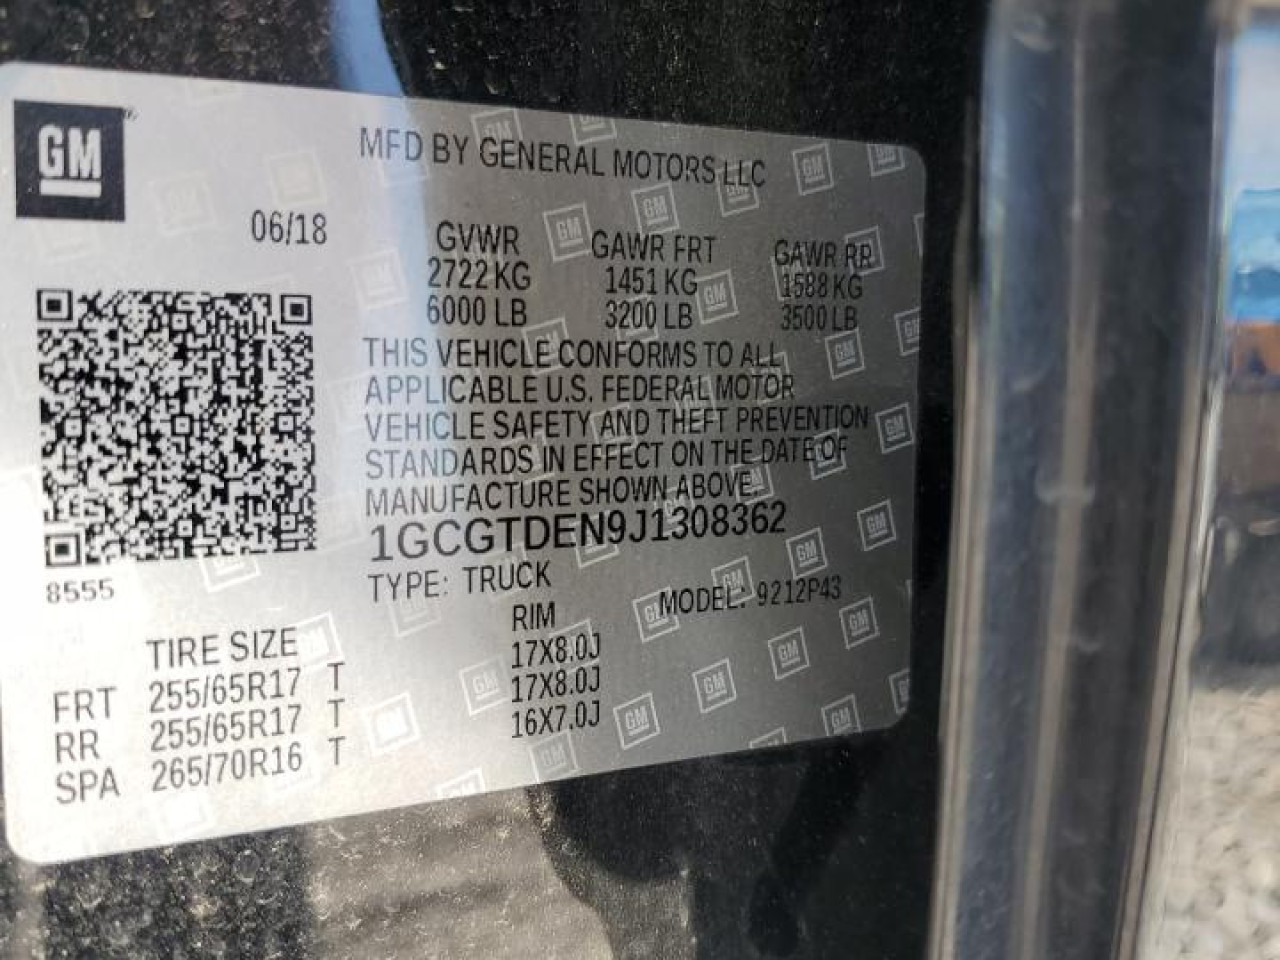 GM
MFD BY GENERAL MOTORS LLC
06/18
GVWR GAWR FRT GAWR RR
2722 KG 1451 KG 1588 KG
6000 LB 3200 LB 3500 LB
THIS VEHICLE CONFORMS TO ALL
APPLICABLE U.S. FEDERAL MOTOR
VEHICLE SAFETY AND THEFT PREVENTION
STANDARDS IN EFFECT ON THE DATE OF
MANUFACTURE SHOWN ABOVE.
1GCGTDEN9J1308362
8555
TYPE: TRUCK MODEL: 9212P43
TIRE SIZE RIM
FRT 255/65R17 T 17X8.0J
RR 255/65R17 T 17X8.0J
SPA 265/70R16 T 16X7.0J